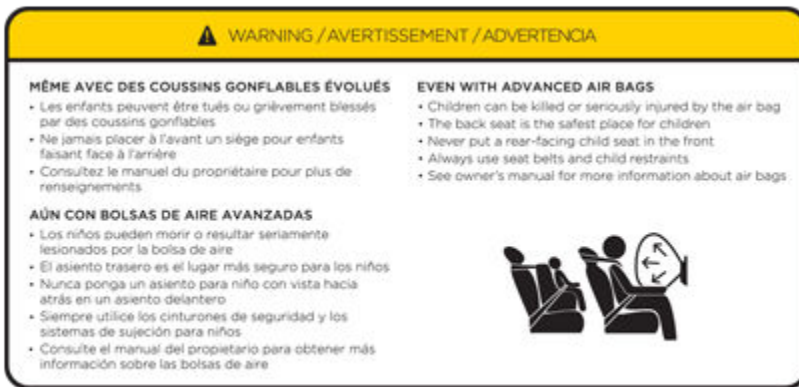 WARNING / AVERTISSEMENT / ADVERTENCIA
MÊME AVEC DES COUSSINS GONFLABLES ÉVOLUÉS
• Les enfants peuvent être tués ou grièvement blessés
par des coussins gonflables
• Ne jamais placer à l'avant un siège pour enfants
faisant face à l'arrière
• Consultez le manuel du propriétaire pour plus de
renseignements
AÚN CON BOLSAS DE AIRE AVANZADAS
• Los niños pueden morir o resultar seriamente
lesionados por la bolsa de aire
• El asiento trasero es el lugar más seguro para los niños
• Nunca ponga un asiento para niño con vista hacia
atrás en un asiento delantero
• Siempre utilice los cinturones de seguridad y los
sistemas de sujeción para niños
• Consulte el manual del propietario para obtener más
información sobre las bolsas de aire
EVEN WITH ADVANCED AIR BAGS
• Children can be killed or seriously injured by the air bag
• The back seat is the safest place for children
• Never put a rear-facing child seat in the front
• Always use seat belts and child restraints
• See owner's manual for more information about air bags